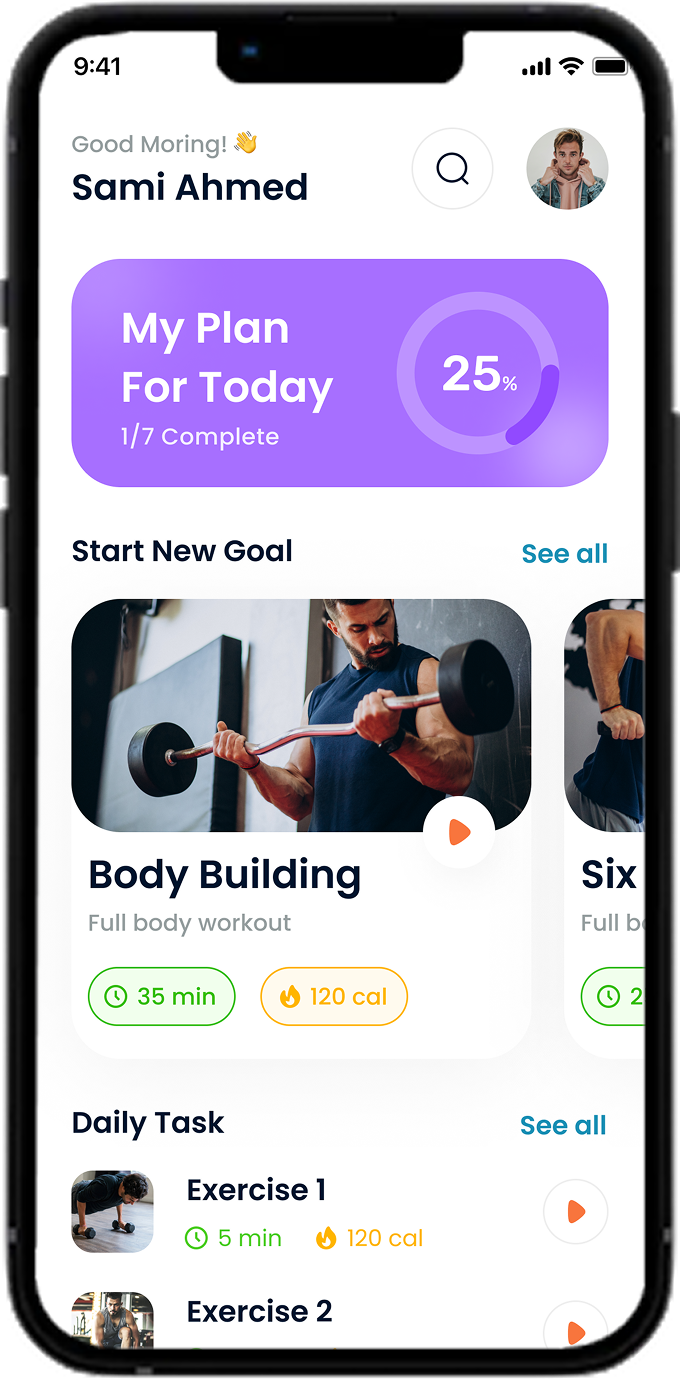 9:41
Good Moring! 👋
Sami Ahmed
My Plan
For Today
1/7 Complete
25%
Start New Goal
See all
Body Building
Full body workout
35 min
120 cal
Six
Full
Daily Task
See all
Exercise 1
5 min
120 cal
Exercise 2